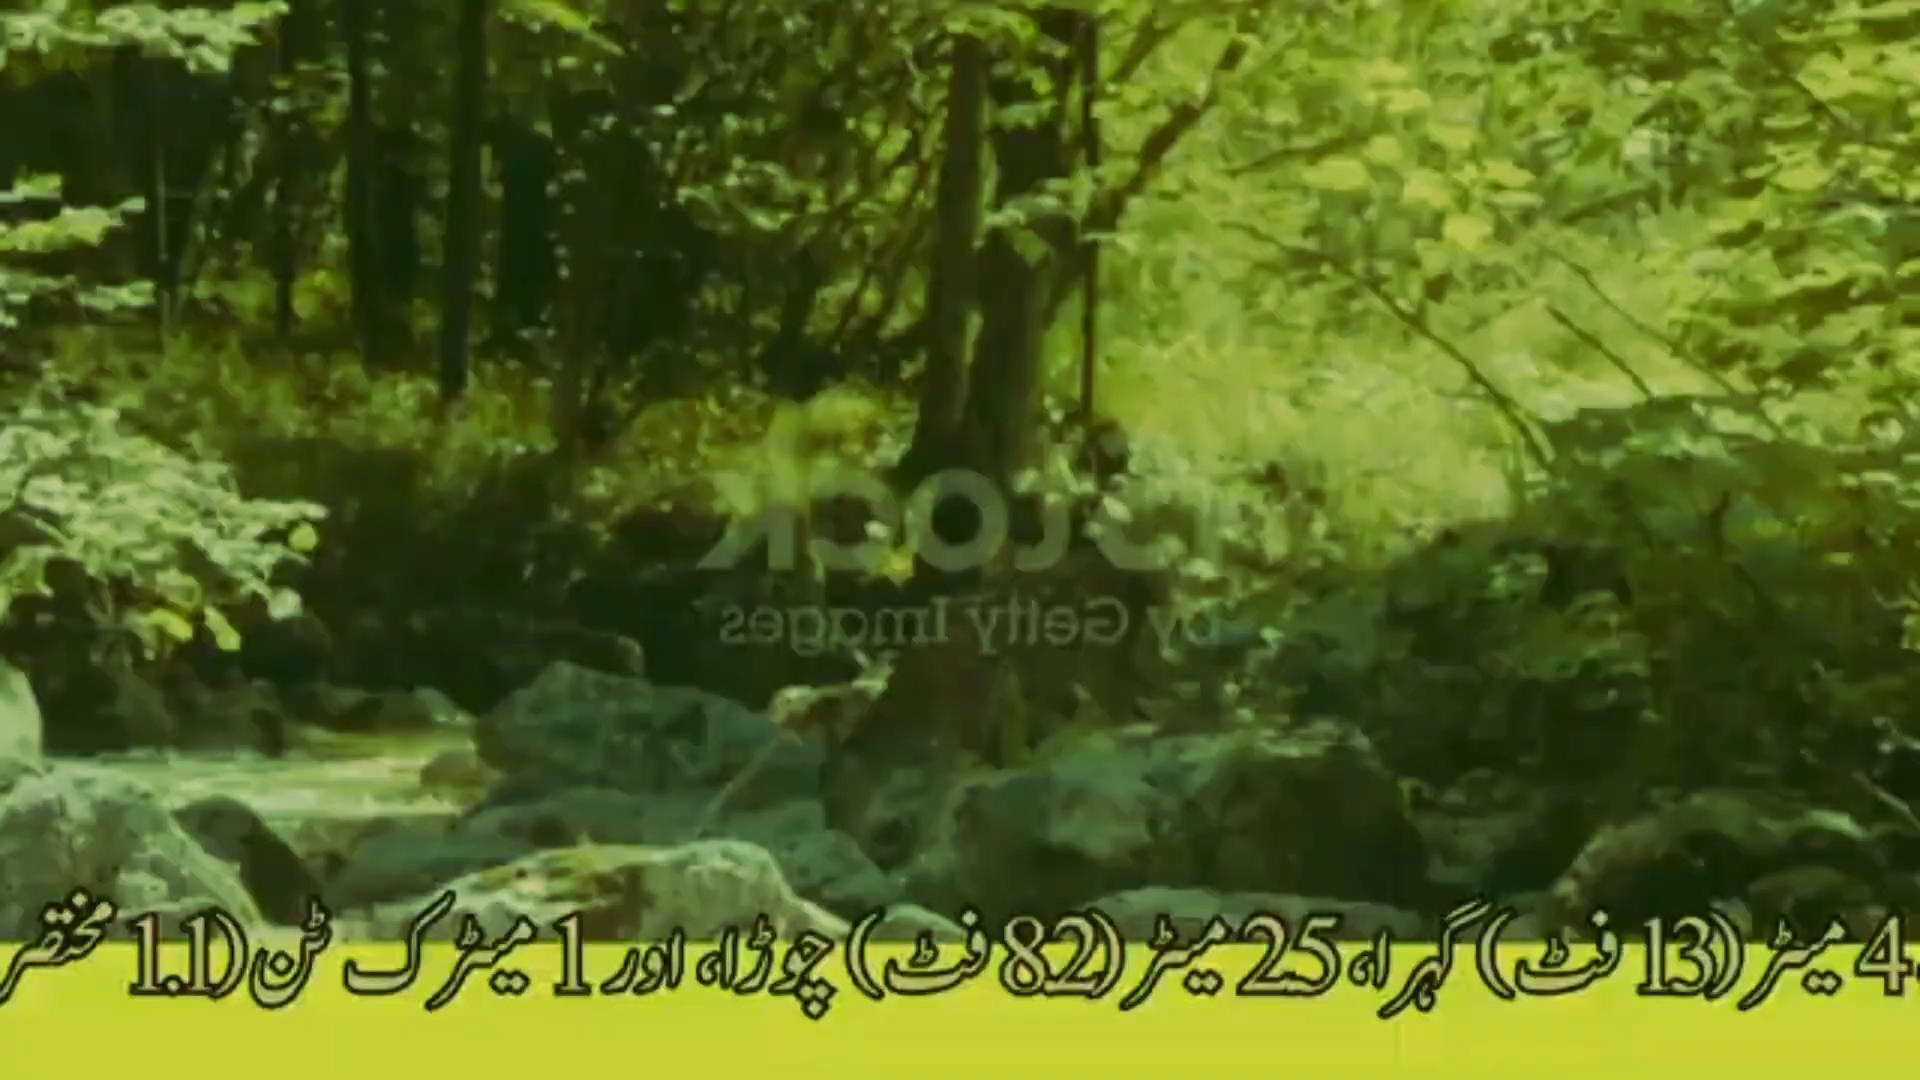 iStock
by Getty Images
4 میٹر (13 فٹ) گہرا، 25 میٹر (82 فٹ) چوڑا، اور 1 میٹرک ٹن (1.1 مختصر